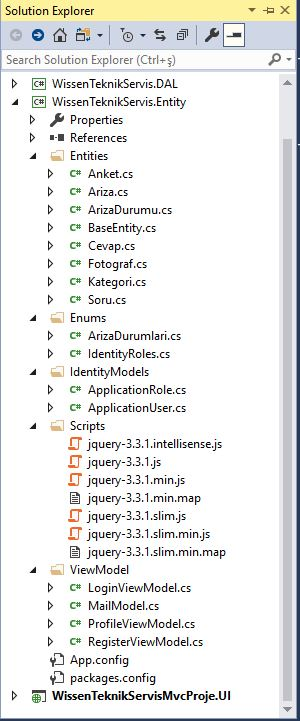 Solution Explorer
Search Solution Explorer (Ctrl+ş)
C# WissenTeknikServis.DAL
C# WissenTeknikServis.Entity
Properties
References
Entities
C# Anket.cs
C# Ariza.cs
C# ArizaDurumu.cs
C# BaseEntity.cs
C# Cevap.cs
C# Fotograf.cs
C# Kategori.cs
C# Soru.cs
Enums
C# ArizaDurumlari.cs
C# IdentityRoles.cs
IdentityModels
C# ApplicationRole.cs
C# ApplicationUser.cs
Scripts
jquery-3.3.1.intellisense.js
jquery-3.3.1.js
jquery-3.3.1.min.js
jquery-3.3.1.min.map
jquery-3.3.1.slim.js
jquery-3.3.1.slim.min.js
jquery-3.3.1.slim.min.map
ViewModel
C# LoginViewModel.cs
C# MailModel.cs
C# ProfileViewModel.cs
C# RegisterViewModel.cs
App.config
packages.config
WissenTeknikServisMvcProje.UI